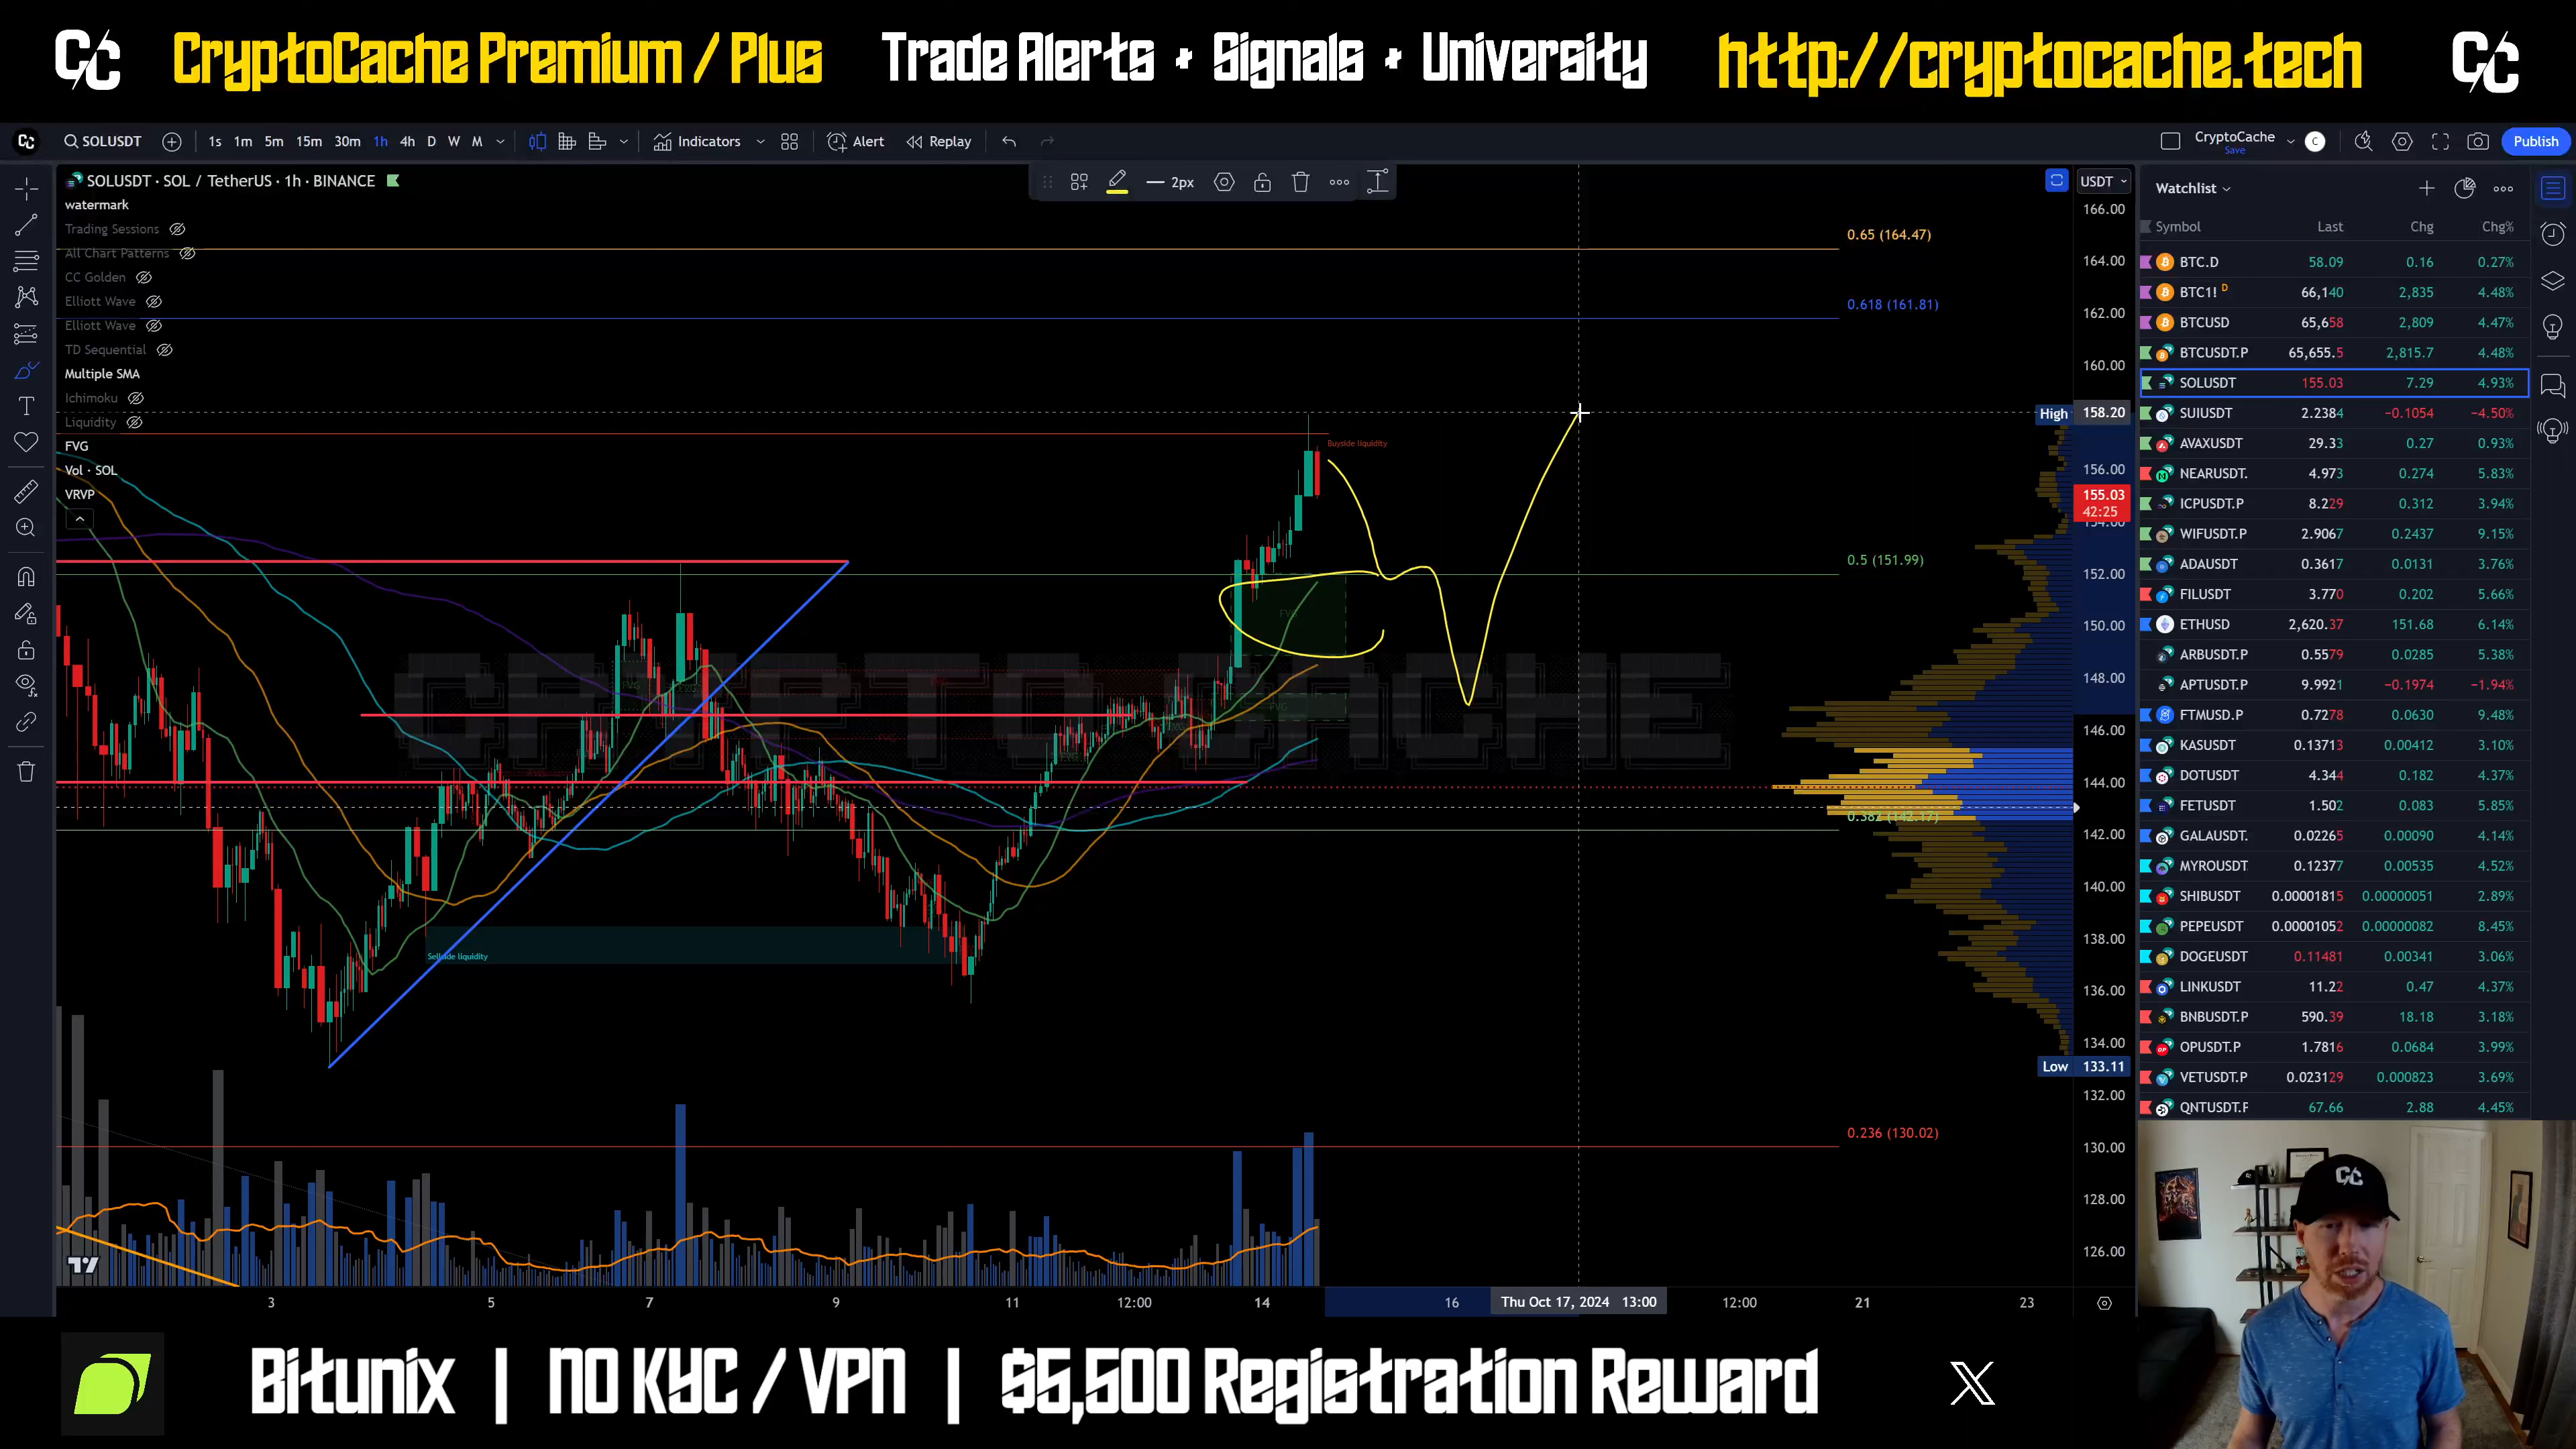 CryptoCache Premium / Plus Trade Alerts + Signals + University http://cryptocache.tech
SOLUSDT 1s 1m 5m 15m 30m 1h 4h D W M Indicators Alert Replay CryptoCache Save C Publish
SOLUSDT · SOL / TetherUS · 1h · BINANCE
watermark
Trading Sessions
All Chart Patterns
CC Golden
Elliott Wave
Elliott Wave
TD Sequential
Multiple SMA
Ichimoku
Liquidity
FVG
Vol · SOL
VRVP
2px
USDT
166.00
164.00
162.00
160.00
High 158.20
156.00
155.03
42:25
154.00
152.00
150.00
148.00
146.00
144.00
142.00
140.00
138.00
136.00
134.00
Low 133.11
132.00
130.00
128.00
126.00
0.65 (164.47)
0.618 (161.81)
Buyside liquidity
0.5 (151.99)
FVG
FVG
CRYPTO CACHE
0.382 (142.17)
Sellside liquidity
0.236 (130.02)
3 5 7 9 11 12:00 14 16 Thu Oct 17, 2024 13:00 12:00 21 23
Watchlist
Symbol Last Chg Chg%
BTC.D 58.09 0.16 0.27%
BTC1! D 66,140 2,835 4.48%
BTCUSD 65,658 2,809 4.47%
BTCUSDT.P 65,655.5 2,815.7 4.48%
SOLUSDT 155.03 7.29 4.93%
SUIUSDT 2.2384 −0.1054 −4.50%
AVAXUSDT 29.33 0.27 0.93%
NEARUSDT. 4.973 0.274 5.83%
ICPUSDT.P 8.229 0.312 3.94%
WIFUSDT.P 2.9067 0.2437 9.15%
ADAUSDT 0.3617 0.0131 3.76%
FILUSDT 3.770 0.202 5.66%
ETHUSD 2,620.37 151.68 6.14%
ARBUSDT.P 0.5579 0.0285 5.38%
APTUSDT.P 9.9921 −0.1974 −1.94%
FTMUSD.P 0.7278 0.0630 9.48%
KASUSDT 0.13713 0.00412 3.10%
DOTUSDT 4.344 0.182 4.37%
FETUSDT 1.502 0.083 5.85%
GALAUSDT. 0.02265 0.00090 4.14%
MYROUSDT 0.12377 0.00535 4.52%
SHIBUSDT 0.00001815 0.00000051 2.89%
PEPEUSDT 0.00001052 0.00000082 8.45%
DOGEUSDT 0.11481 0.00341 3.06%
LINKUSDT 11.22 0.47 4.37%
BNBUSDT.P 590.39 18.18 3.18%
OPUSDT.P 1.7816 0.0684 3.99%
VETUSDT.P 0.023129 0.000823 3.69%
QNTUSDT.P 67.66 2.88 4.45%
Bitunix | NO KYC / VPN | $5,500 Registration Reward